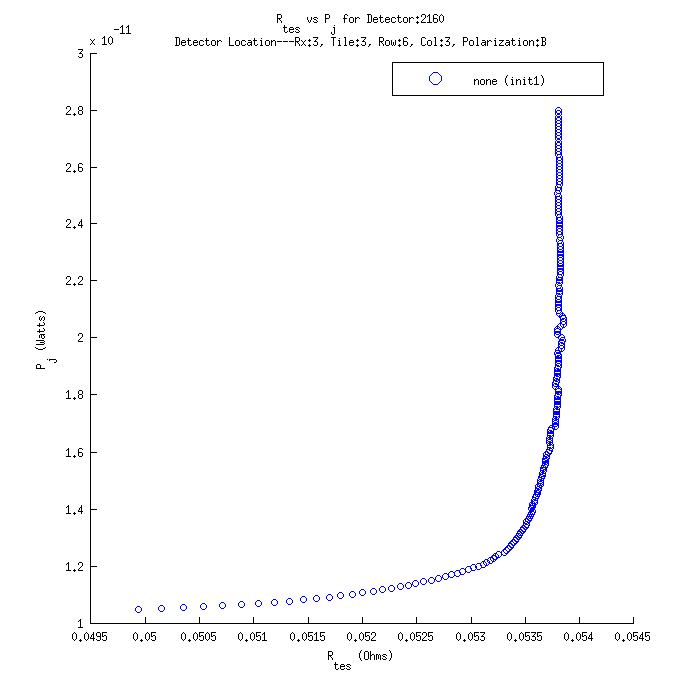 R_tes vs P_j for Detector:2160
Detector Location---Rx:3, Tile:3, Row:6, Col:3, Polarization:B
x 10^-11
none (init1)
3
2.8
2.6
2.4
2.2
2
1.8
1.6
1.4
1.2
1
P_j (Watts)
0.0495 0.05 0.0505 0.051 0.0515 0.052 0.0525 0.053 0.0535 0.054 0.0545
R_tes (Ohms)